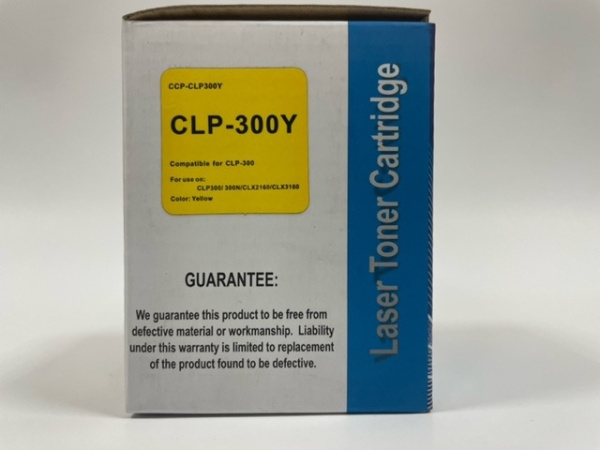 CCP-CLP300Y
CLP-300Y
Compatible for CLP-300
For use on:
CLP300/ 300N/CLX2160/CLX3160
Color: Yellow
GUARANTEE:
We guarantee this product to be free from
defective material or workmanship. Liability
under this warranty is limited to replacement
of the product found to be defective.
Laser Toner Cartridge